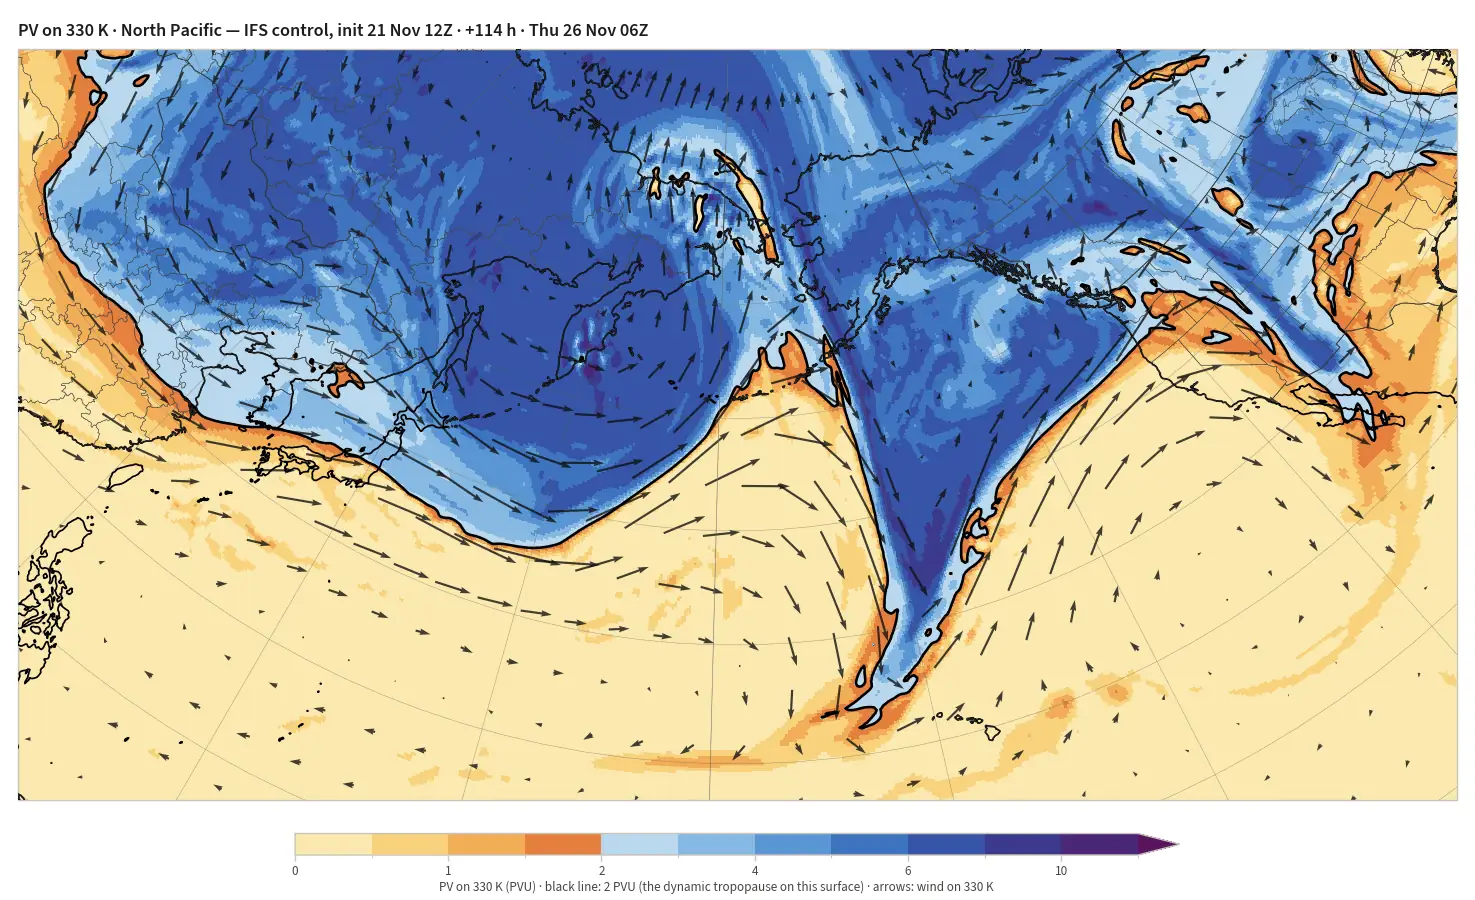 PV on 330 K · North Pacific — IFS control, init 21 Nov 12Z · +114 h · Thu 26 Nov 06Z
0 1 2 4 6 10
PV on 330 K (PVU) · black line: 2 PVU (the dynamic tropopause on this surface) · arrows: wind on 330 K